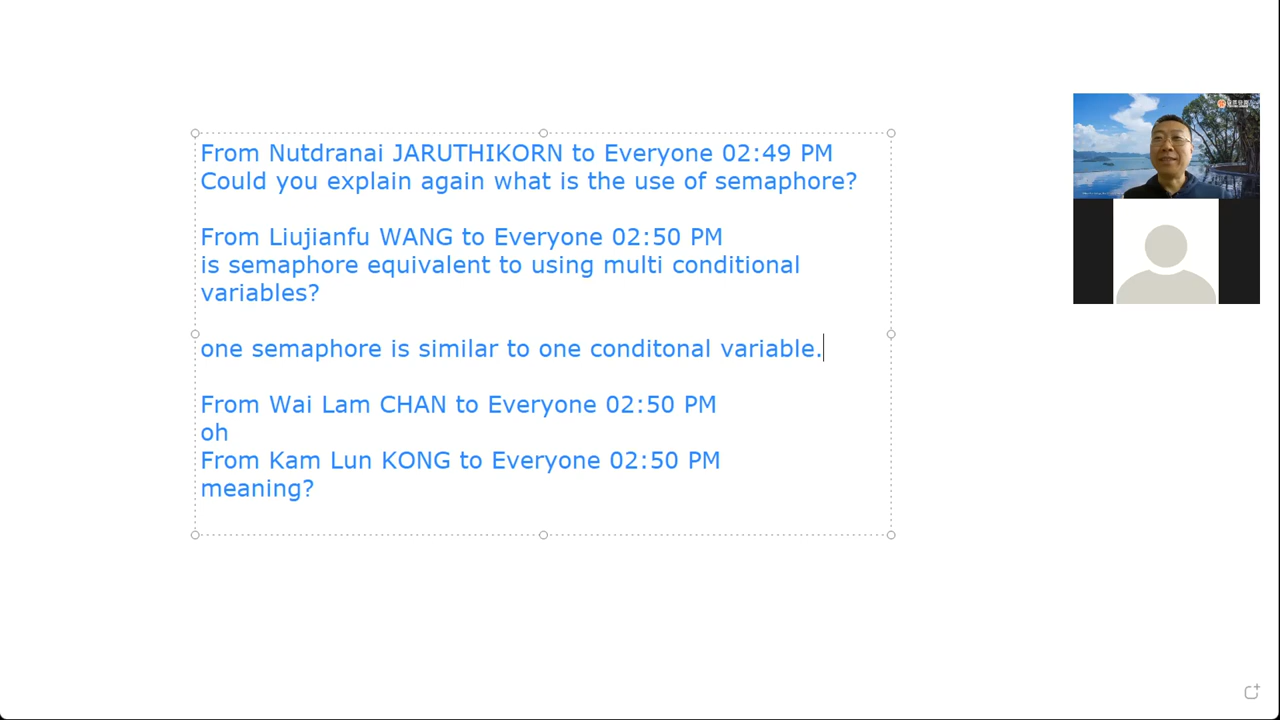 From Nutdranai JARUTHIKORN to Everyone 02:49 PM
Could you explain again what is the use of semaphore?
From Liujianfu WANG to Everyone 02:50 PM
is semaphore equivalent to using multi conditional
variables?
one semaphore is similar to one conditonal variable.
From Wai Lam CHAN to Everyone 02:50 PM
oh
From Kam Lun KONG to Everyone 02:50 PM
meaning?